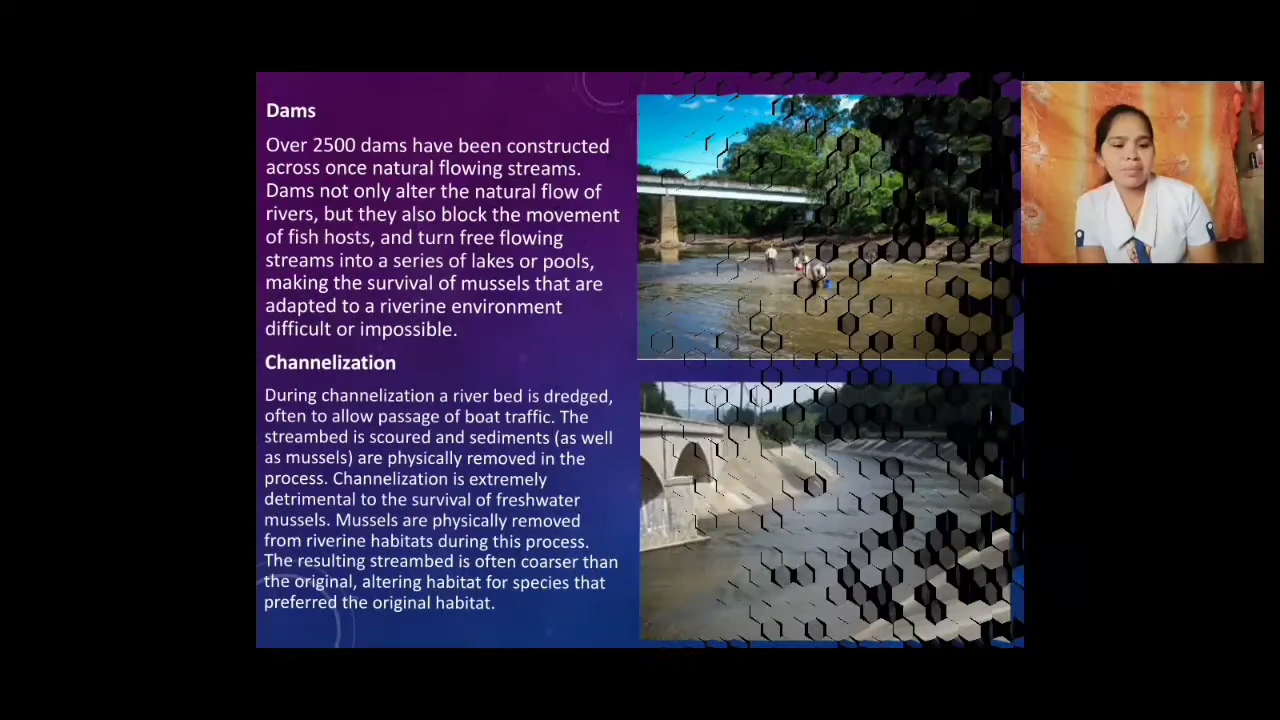 Dams
Over 2500 dams have been constructed
across once natural flowing streams.
Dams not only alter the natural flow of
rivers, but they also block the movement
of fish hosts, and turn free flowing
streams into a series of lakes or pools,
making the survival of mussels that are
adapted to a riverine environment
difficult or impossible.
Channelization
During channelization a river bed is dredged,
often to allow passage of boat traffic. The
streambed is scoured and sediments (as well
as mussels) are physically removed in the
process. Channelization is extremely
detrimental to the survival of freshwater
mussels. Mussels are physically removed
from riverine habitats during this process.
The resulting streambed is often coarser than
the original, altering habitat for species that
preferred the original habitat.